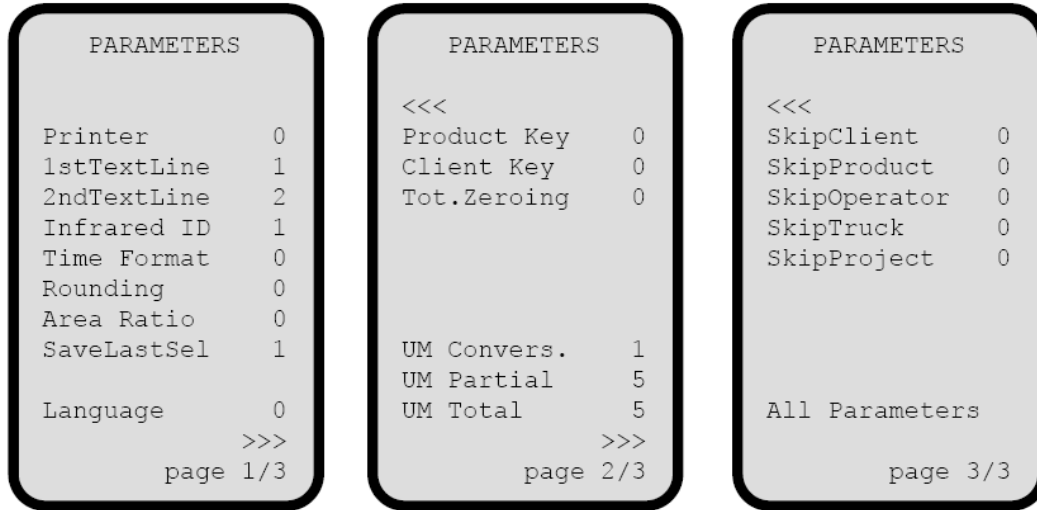 PARAMETERS
Printer 0
1stTextLine 1
2ndTextLine 2
Infrared ID 1
Time Format 0
Rounding 0
Area Ratio 0
SaveLastSel 1
Language 0
>>>
page 1/3
PARAMETERS
<<<
Product Key 0
Client Key 0
Tot.Zeroing 0
UM Convers. 1
UM Partial 5
UM Total 5
>>>
page 2/3
PARAMETERS
<<<
SkipClient 0
SkipProduct 0
SkipOperator 0
SkipTruck 0
SkipProject 0
All Parameters
page 3/3